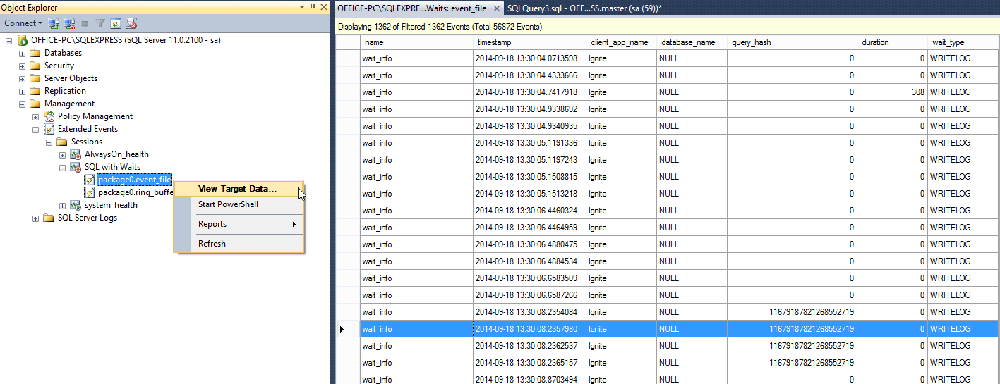 Object Explorer
Connect
OFFICE-PC\SQLEXPRESS (SQL Server 11.0.2100 - sa)
Databases
Security
Server Objects
Replication
Management
Policy Management
Extended Events
Sessions
AlwaysOn_health
SQL with Waits
package0.event_file
package0.ring_buffe
system_health
SQL Server Logs
View Target Data...
Start PowerShell
Reports
Refresh
OFFICE-PC\SQLEXPRE...Waits: event_file
SQLQuery3.sql - OFF...SS.master (sa (59))*
Displaying 1362 of Filtered 1362 Events (Total 56872 Events)
name timestamp client_app_name database_name query_hash duration wait_type
wait_info 2014-09-18 13:30:04.0713598 Ignite NULL 0 0 WRITELOG
wait_info 2014-09-18 13:30:04.4333666 Ignite NULL 0 0 WRITELOG
wait_info 2014-09-18 13:30:04.7417918 Ignite NULL 0 308 WRITELOG
wait_info 2014-09-18 13:30:04.9338692 Ignite NULL 0 0 WRITELOG
wait_info 2014-09-18 13:30:04.9340935 Ignite NULL 0 0 WRITELOG
wait_info 2014-09-18 13:30:05.1191336 Ignite NULL 0 0 WRITELOG
wait_info 2014-09-18 13:30:05.1197243 Ignite NULL 0 0 WRITELOG
wait_info 2014-09-18 13:30:05.1508815 Ignite NULL 0 0 WRITELOG
wait_info 2014-09-18 13:30:05.1513218 Ignite NULL 0 0 WRITELOG
wait_info 2014-09-18 13:30:06.4460324 Ignite NULL 0 0 WRITELOG
wait_info 2014-09-18 13:30:06.4464959 Ignite NULL 0 0 WRITELOG
wait_info 2014-09-18 13:30:06.4880475 Ignite NULL 0 0 WRITELOG
wait_info 2014-09-18 13:30:06.4884534 Ignite NULL 0 0 WRITELOG
wait_info 2014-09-18 13:30:06.6583509 Ignite NULL 0 0 WRITELOG
wait_info 2014-09-18 13:30:06.6587266 Ignite NULL 0 0 WRITELOG
wait_info 2014-09-18 13:30:08.2354084 Ignite NULL 11679187821268552719 0 WRITELOG
wait_info 2014-09-18 13:30:08.2357980 Ignite NULL 11679187821268552719 0 WRITELOG
wait_info 2014-09-18 13:30:08.2362537 Ignite NULL 11679187821268552719 0 WRITELOG
wait_info 2014-09-18 13:30:08.2365157 Ignite NULL 11679187821268552719 0 WRITELOG
wait_info 2014-09-18 13:30:08.8703494 Ignite NULL 0 0 WRITELOG